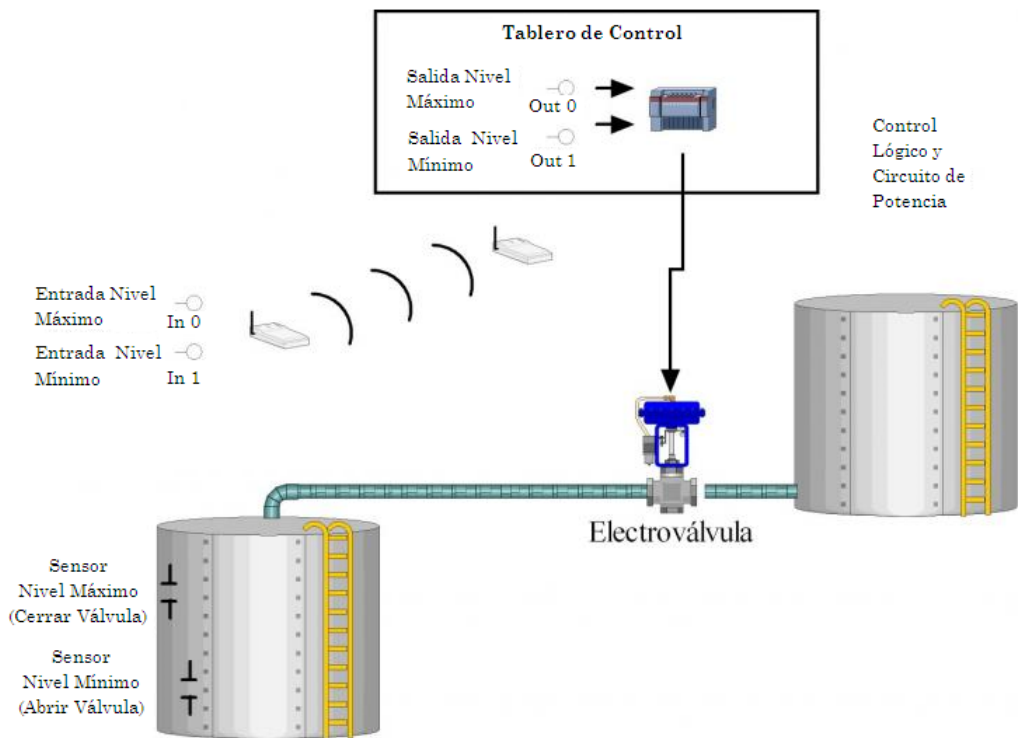 Tablero de Control
Salida Nivel
Máximo
Out 0
Salida Nivel
Mínimo
Out 1
Control
Lógico y
Circuito de
Potencia
Entrada Nivel
Máximo
In 0
Entrada Nivel
Mínimo
In 1
Electroválvula
Sensor
Nivel Máximo
(Cerrar Válvula)
Sensor
Nivel Mínimo
(Abrir Válvula)